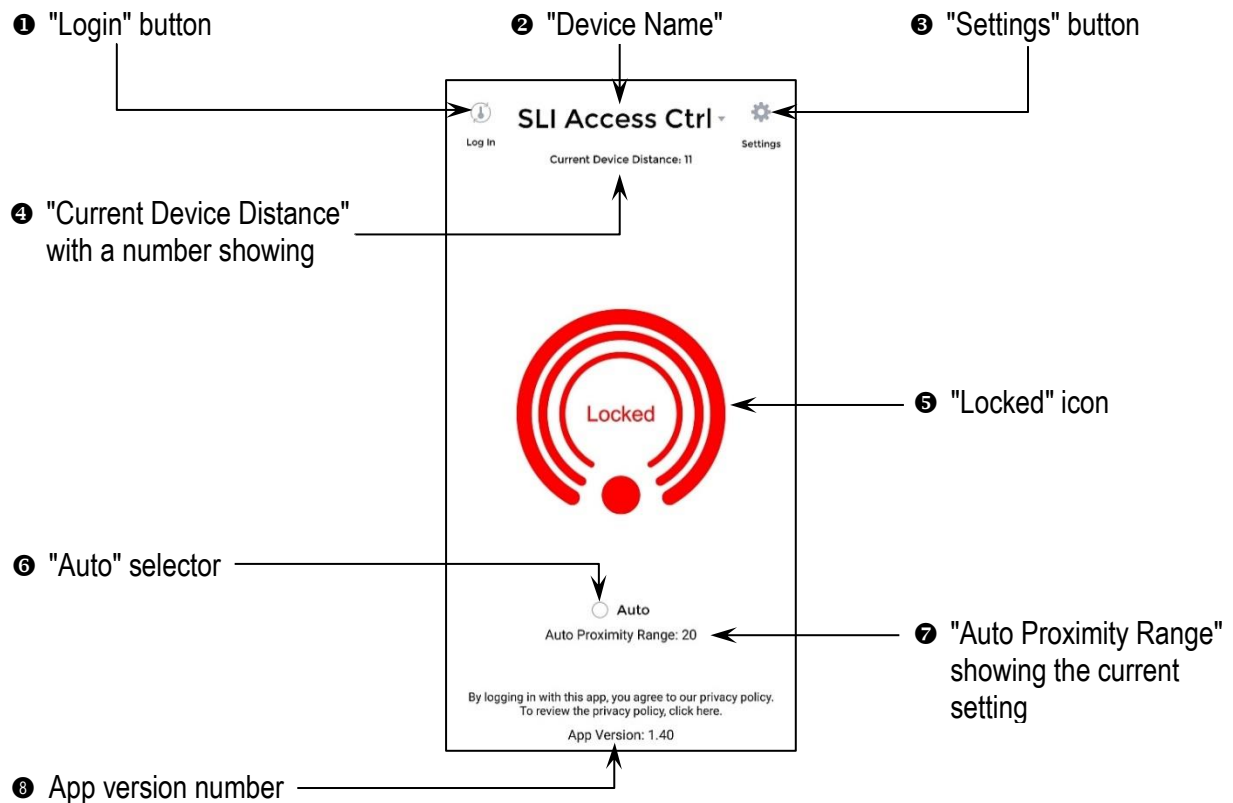 ❶ "Login" button
❷ "Device Name"
❸ "Settings" button
SLI Access Ctrl
Log In
Settings
Current Device Distance: 11
❹ "Current Device Distance"
with a number showing
Locked
❺ "Locked" icon
❻ "Auto" selector
Auto
Auto Proximity Range: 20
❼ "Auto Proximity Range"
showing the current
setting
By logging in with this app, you agree to our privacy policy.
To review the privacy policy, click here.
App Version: 1.40
❽ App version number